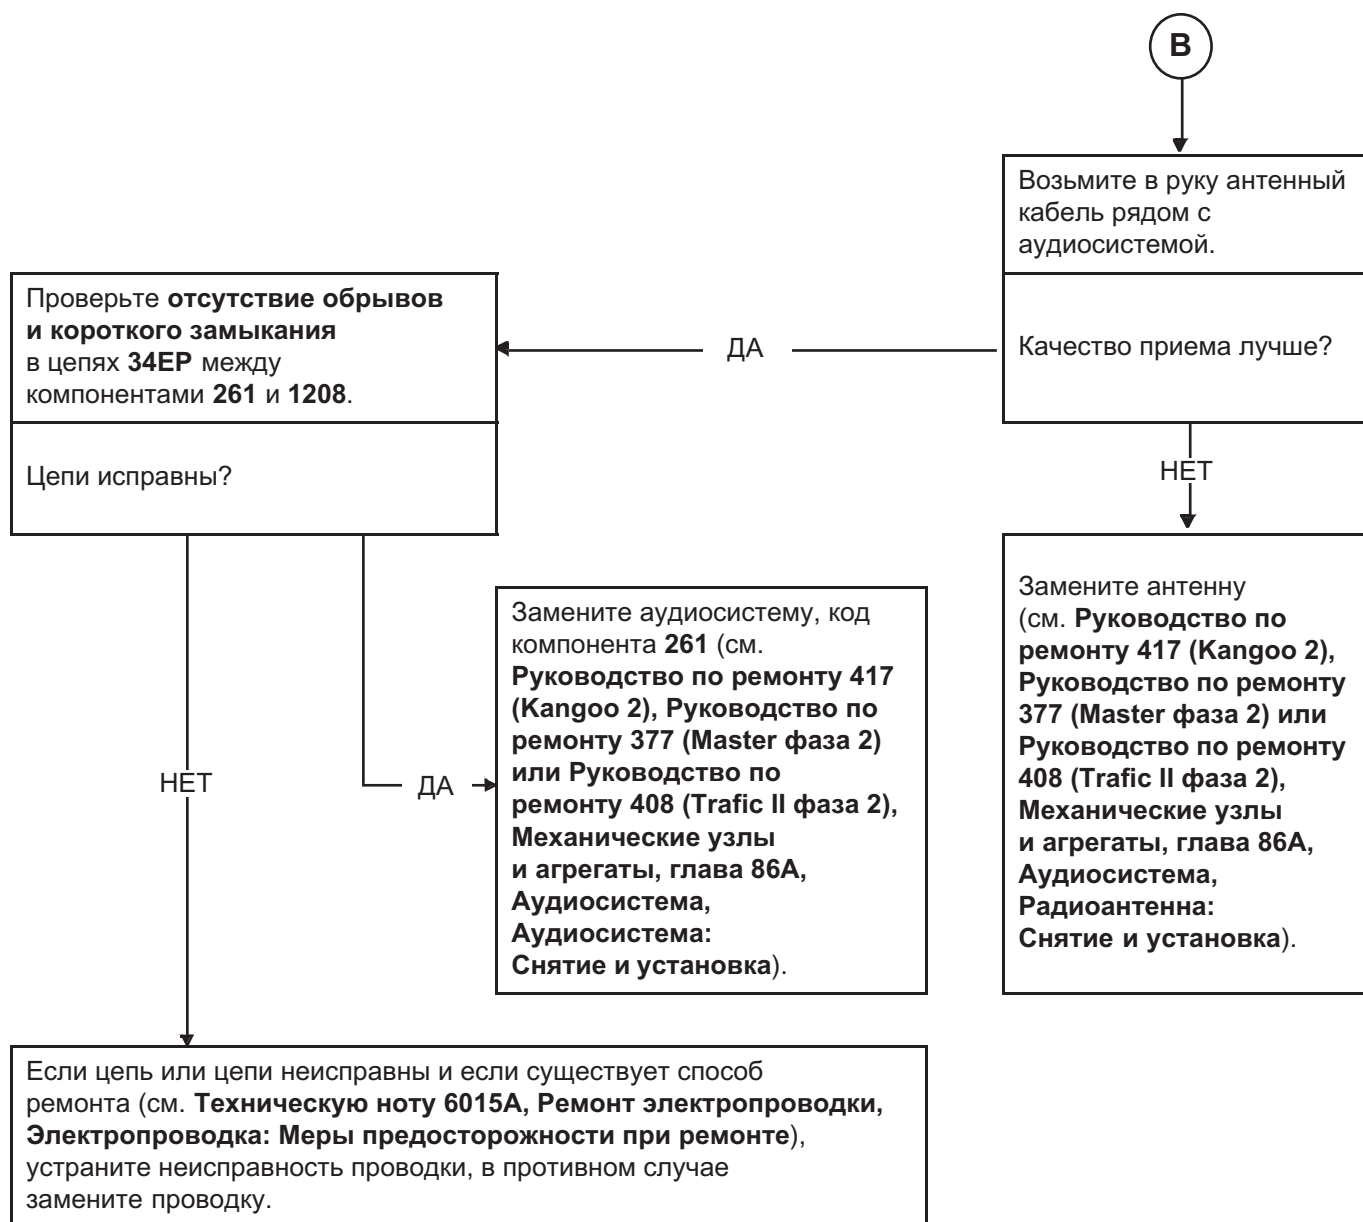 B
Возьмите в руку антенный
кабель рядом с
аудиосистемой.
Качество приема лучше?
ДА
НЕТ
Проверьте отсутствие обрывов
и короткого замыкания
в цепях 34EP между
компонентами 261 и 1208.
Цепи исправны?
Замените антенну
(см. Руководство по
ремонту 417 (Kangoo 2),
Руководство по ремонту
377 (Master фаза 2) или
Руководство по ремонту
408 (Trafic II фаза 2),
Механические узлы
и агрегаты, глава 86A,
Аудиосистема,
Радиоантенна:
Снятие и установка).
НЕТ
ДА
Замените аудиосистему, код
компонента 261 (см.
Руководство по ремонту 417
(Kangoo 2), Руководство по
ремонту 377 (Master фаза 2)
или Руководство по
ремонту 408 (Trafic II фаза 2),
Механические узлы
и агрегаты, глава 86A,
Аудиосистема,
Аудиосистема:
Снятие и установка).
Если цепь или цепи неисправны и если существует способ
ремонта (см. Техническую ноту 6015A, Ремонт электропроводки,
Электропроводка: Меры предосторожности при ремонте),
устраните неисправность проводки, в противном случае
замените проводку.